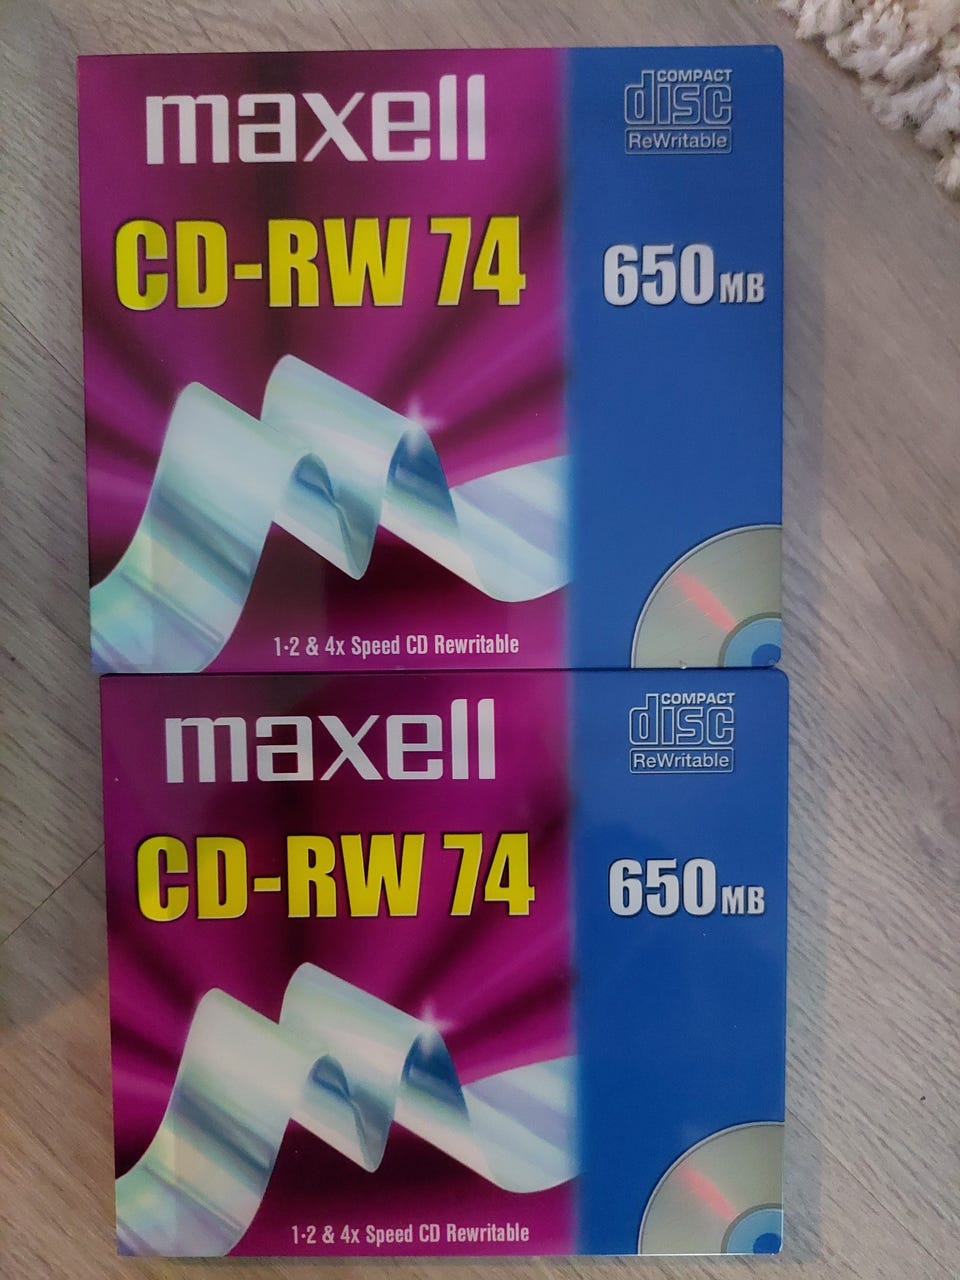 maxell
COMPACT
disc
ReWritable
CD-RW 74
650MB
1·2 & 4x Speed CD Rewritable
maxell
COMPACT
disc
ReWritable
CD-RW 74
650MB
1·2 & 4x Speed CD Rewritable